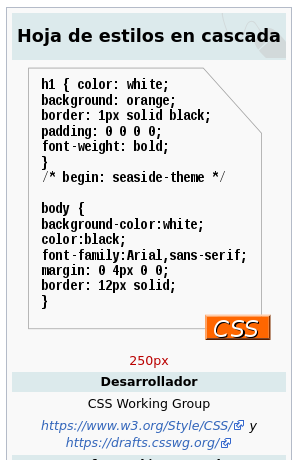 Hoja de estilos en cascada
h1 { color: white;
background: orange;
border: 1px solid black;
padding: 0 0 0 0;
font-weight: bold;
}
/* begin: seaside-theme */
body {
background-color:white;
color:black;
font-family:Arial,sans-serif;
margin: 0 4px 0 0;
border: 12px solid;
}
CSS
250px
Desarrollador
CSS Working Group
https://www.w3.org/Style/CSS/ y
https://drafts.csswg.org/